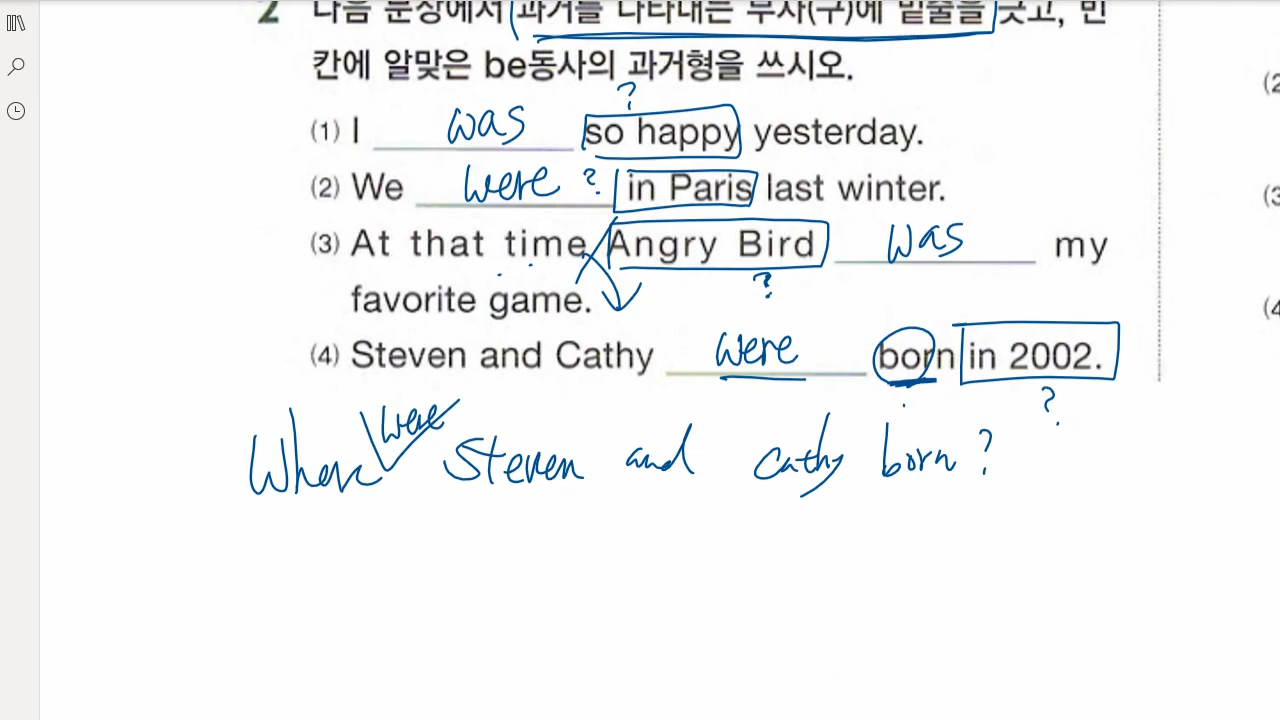 2 다음 문장에서 과거를 나타내는 부사(구)에 밑줄을 긋고, 빈
칸에 알맞은 be동사의 과거형을 쓰시오.
?
(1) I was so happy yesterday.
(2) We were ? in Paris last winter.
(3) At that time, Angry Bird was my
?
favorite game.
(4) Steven and Cathy were born in 2002.
?
were
When Steven and Cathy born?
(2
(3
(4